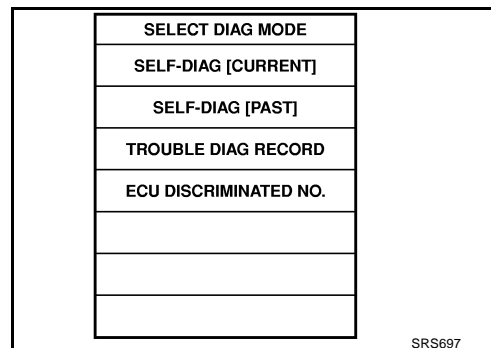 SELECT DIAG MODE
SELF-DIAG [CURRENT]
SELF-DIAG [PAST]
TROUBLE DIAG RECORD
ECU DISCRIMINATED NO.
SRS697